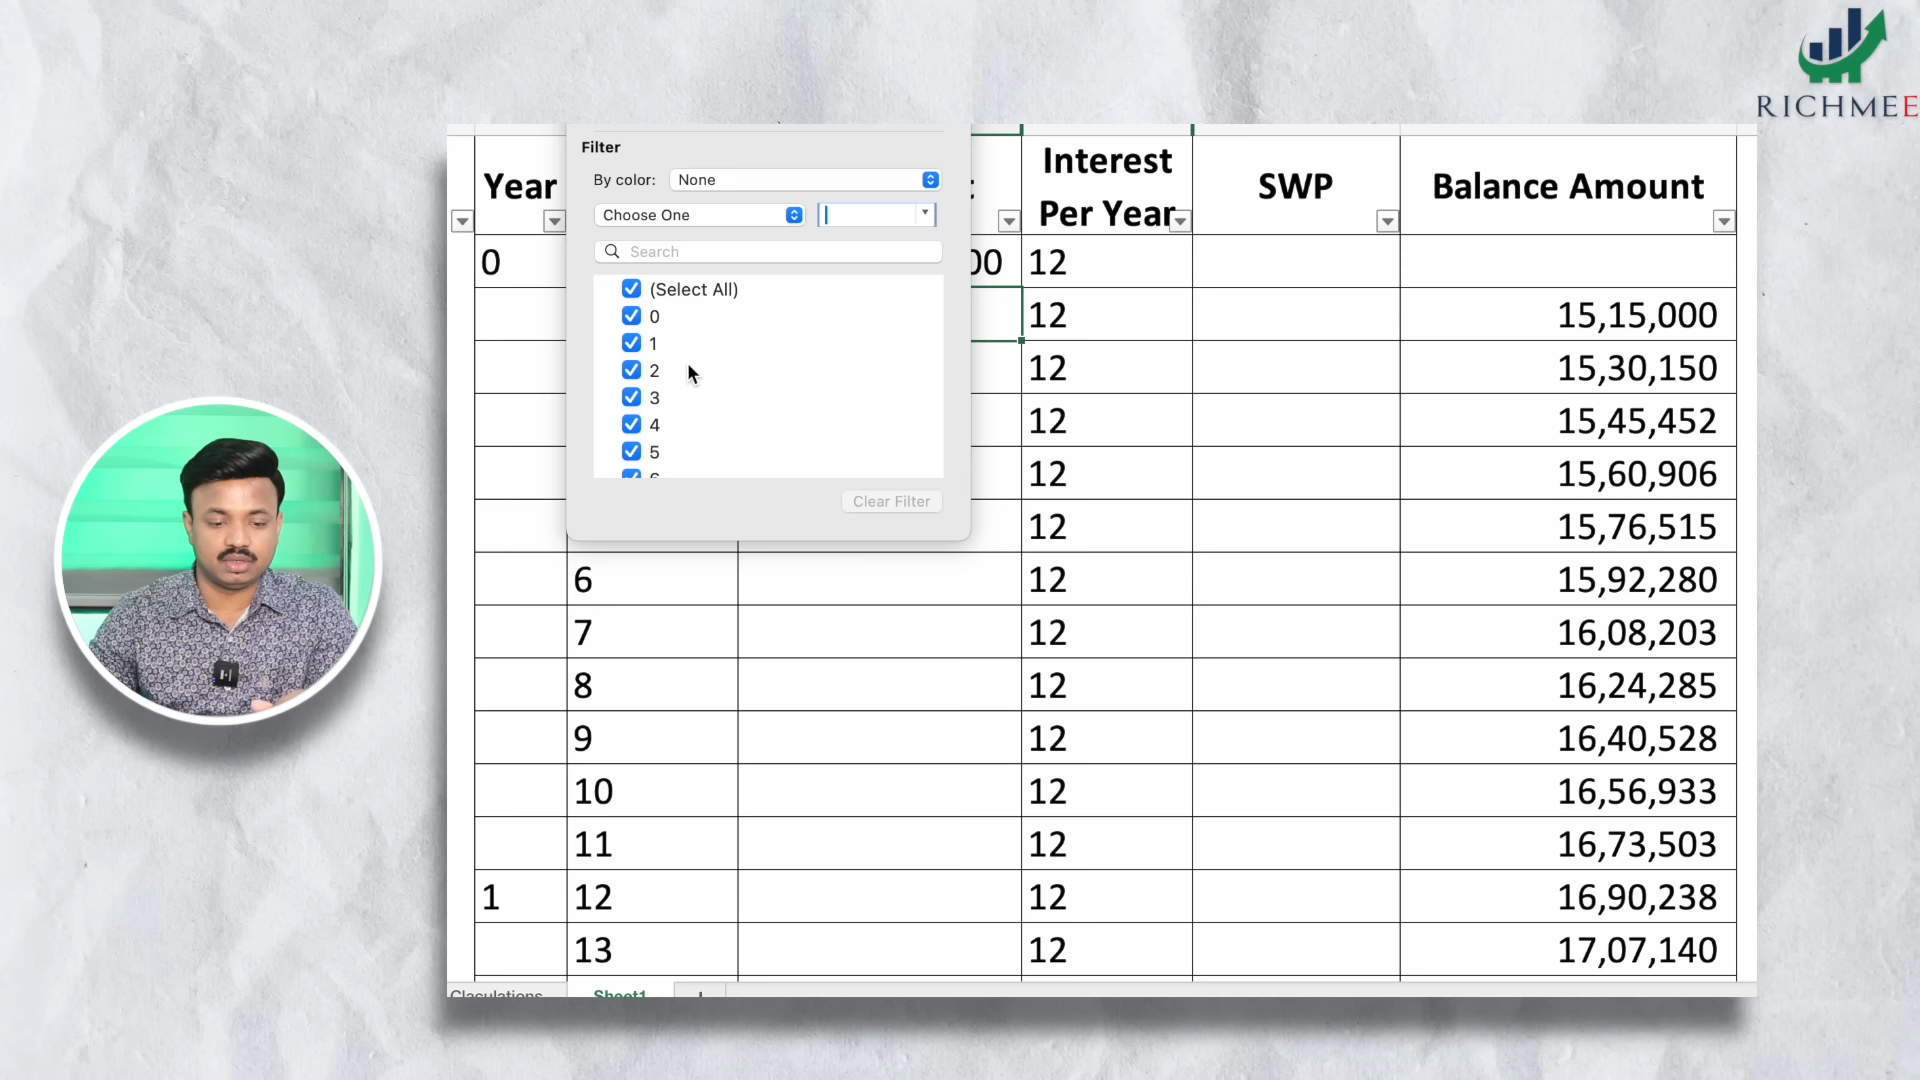 RICHMEE
Filter
By color: None
Choose One
Search
(Select All)
0
1
2
3
4
5
Clear Filter
Year Interest Per Year SWP Balance Amount
0 00 12
12 15,15,000
12 15,30,150
12 15,45,452
12 15,60,906
12 15,76,515
6 12 15,92,280
7 12 16,08,203
8 12 16,24,285
9 12 16,40,528
10 12 16,56,933
11 12 16,73,503
1 12 12 16,90,238
13 12 17,07,140
Claculations Sheet1 +